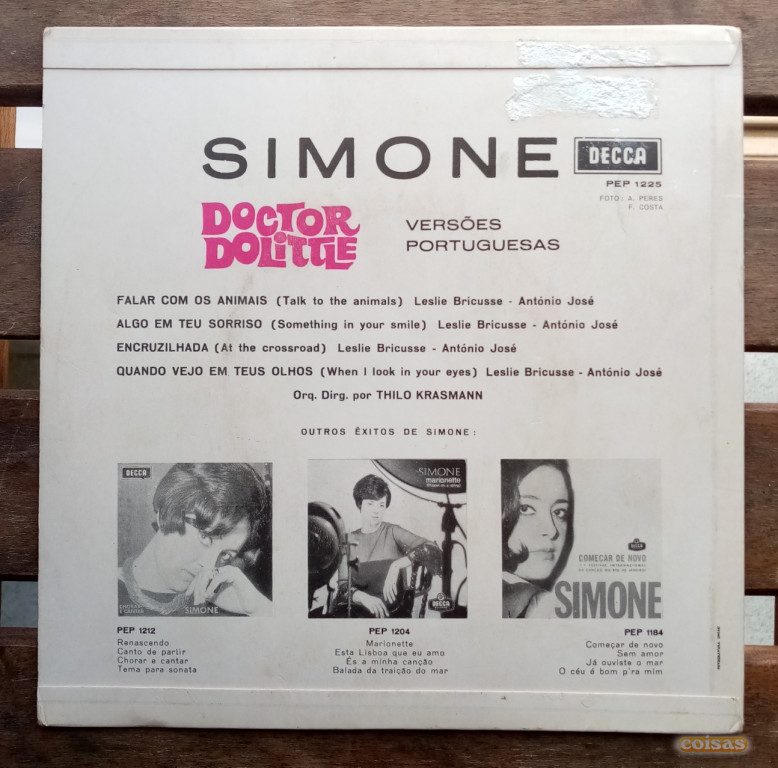 SIMONE
DECCA
PEP 1225
FOTO: A. PERES
F. COSTA
DOCTOR
DOLITTLE
VERSÕES
PORTUGUESAS
FALAR COM OS ANIMAIS (Talk to the animals) Leslie Bricusse - António José
ALGO EM TEU SORRISO (Something in your smile) Leslie Bricusse - António José
ENCRUZILHADA (At the crossroad) Leslie Bricusse - António José
QUANDO VEJO EM TEUS OLHOS (When I look in your eyes) Leslie Bricusse - António José
Orq. Dirg. por THILO KRASMANN
OUTROS ÊXITOS DE SIMONE:
DECCA
SIMONE
PEP 1212
Renascendo
Canto de partir
Chorar e cantar
Tema para sonata
SIMONE
marionette
DECCA
PEP 1204
Marionette
Esta Lisboa que eu amo
És a minha canção
Balada da traição do mar
COMEÇAR DE NOVO
SIMONE
PEP 1184
Começar de novo
Sem amor
Já ouviste o mar
O céu é bom p'ra mim
coisas